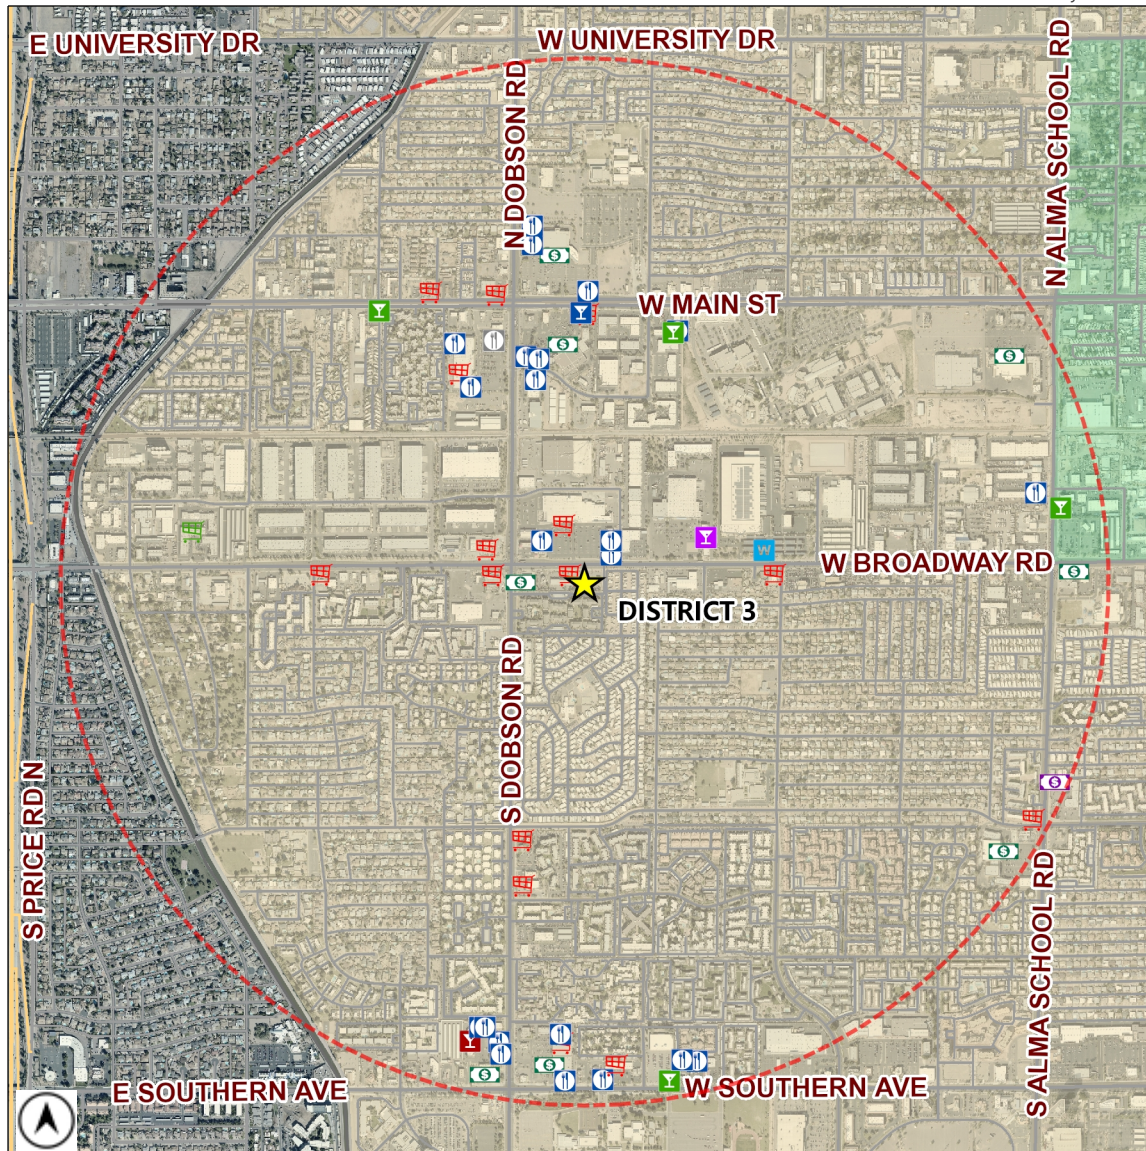 E UNIVERSITY DR
W UNIVERSITY DR
N DOBSON RD
N ALMA SCHOOL RD
W MAIN ST
W BROADWAY RD
DISTRICT 3
S DOBSON RD
S PRICE RD N
S ALMA SCHOOL RD
E SOUTHERN AVE
W SOUTHERN AVE